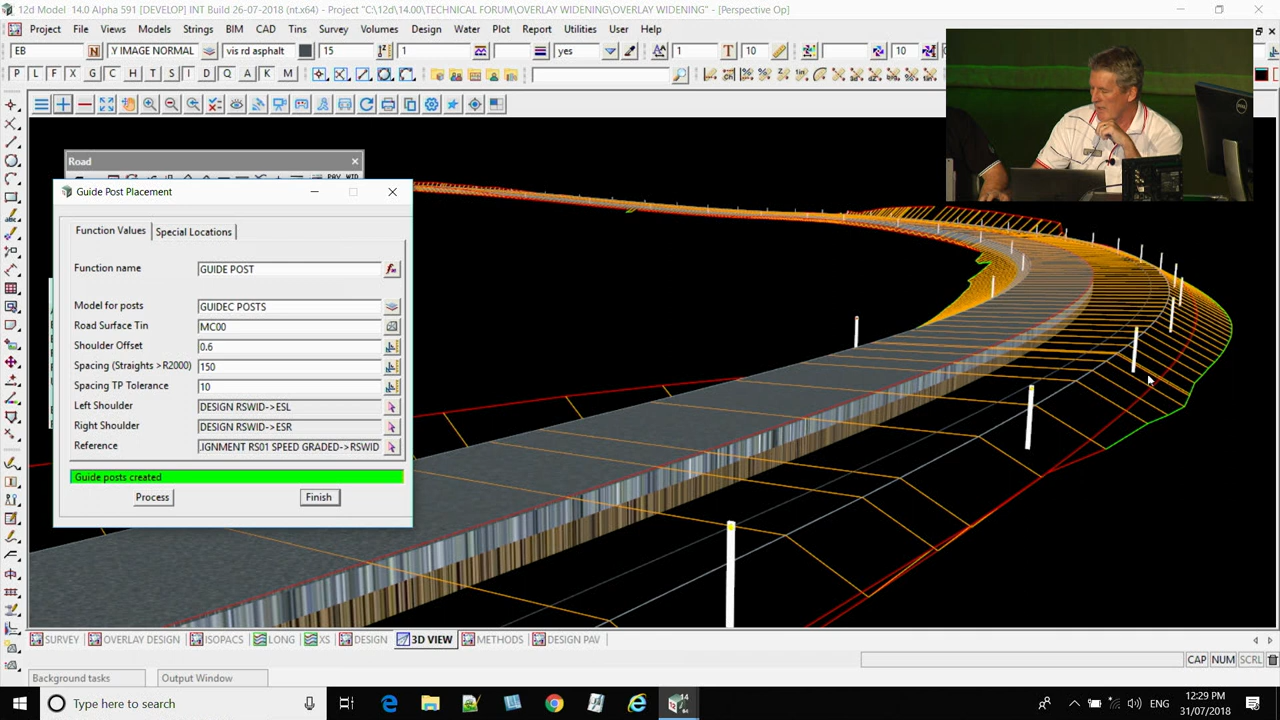 12d Model 14.0 Alpha 591 [DEVELOP] INT Build 26-07-2018 (nt.for) "C:\12d\14.00\TECHNICAL FORUM\OVERLAY WIDENING\OVERLAY WIDENING" - [Perspective Op]
Project File Views Models Strings BIM CAD Tins Survey Volumes Extras Design Water Plot Report Utilities User Help
EB N Y IMAGE NORMAL vis rd asphalt 15 1 yes 1 T 10 10
P L F X G C H T S I D Q A K M
Road
Guide Post Placement
Function Values Special Locations
Function name GUIDE POST
Model for posts GUIDEC POSTS
Road Surface Tin MC00
Shoulder Offset 0.6
Spacing (Straights >R2000) 150
Spacing TP Tolerance 10
Left Shoulder DESIGN RSWID->ESL
Right Shoulder DESIGN RSWID->ESR
Reference .IGNMENT RS01 SPEED GRADED->RSWID
Guide posts created
Process Finish
SURVEY OVERLAY DESIGN ISOPACS LONG XS DESIGN 3D VIEW METHODS DESIGN PAV
CAP NUM SCRL
Background tasks Output Window
Type here to search
14
ENG
12:29 PM
31/07/2018